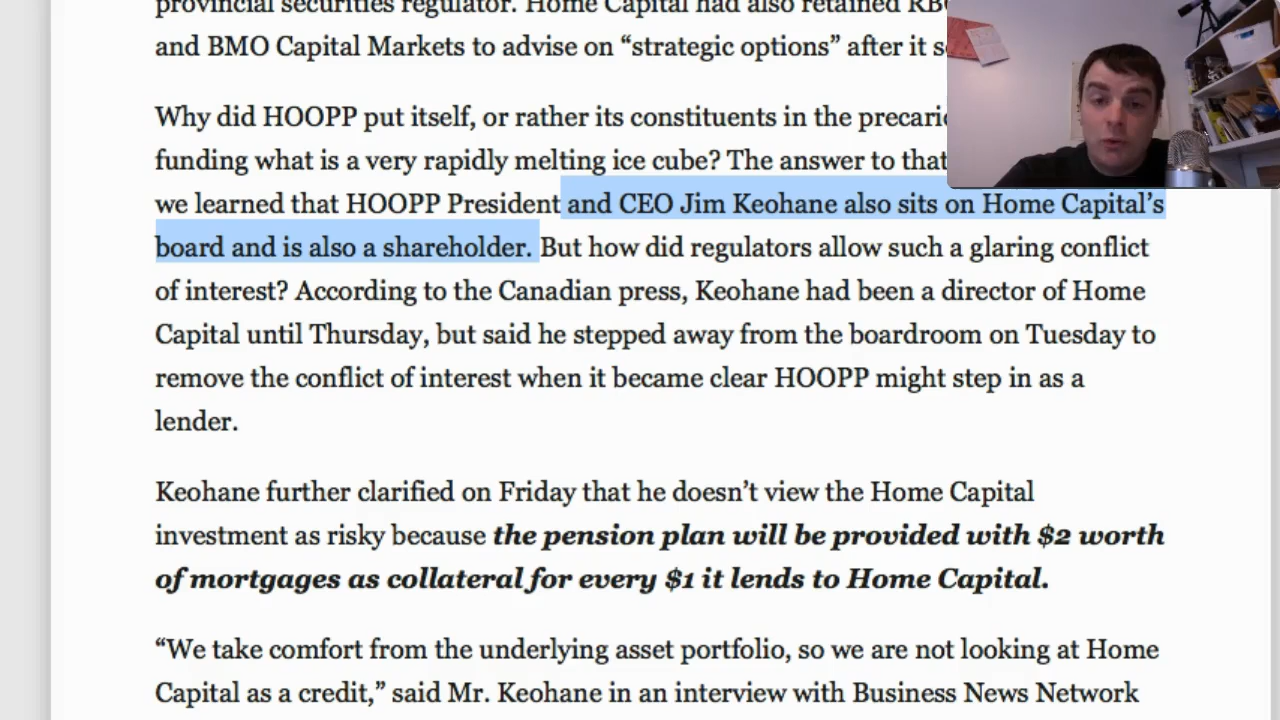 provincial securities regulator. Home Capital had also retained RB
and BMO Capital Markets to advise on “strategic options” after it s
Why did HOOPP put itself, or rather its constituents in the precari
funding what is a very rapidly melting ice cube? The answer to that
we learned that HOOPP President and CEO Jim Keohane also sits on Home Capital’s
board and is also a shareholder. But how did regulators allow such a glaring conflict
of interest? According to the Canadian press, Keohane had been a director of Home
Capital until Thursday, but said he stepped away from the boardroom on Tuesday to
remove the conflict of interest when it became clear HOOPP might step in as a
lender.
Keohane further clarified on Friday that he doesn’t view the Home Capital
investment as risky because the pension plan will be provided with $2 worth
of mortgages as collateral for every $1 it lends to Home Capital.
“We take comfort from the underlying asset portfolio, so we are not looking at Home
Capital as a credit,” said Mr. Keohane in an interview with Business News Network